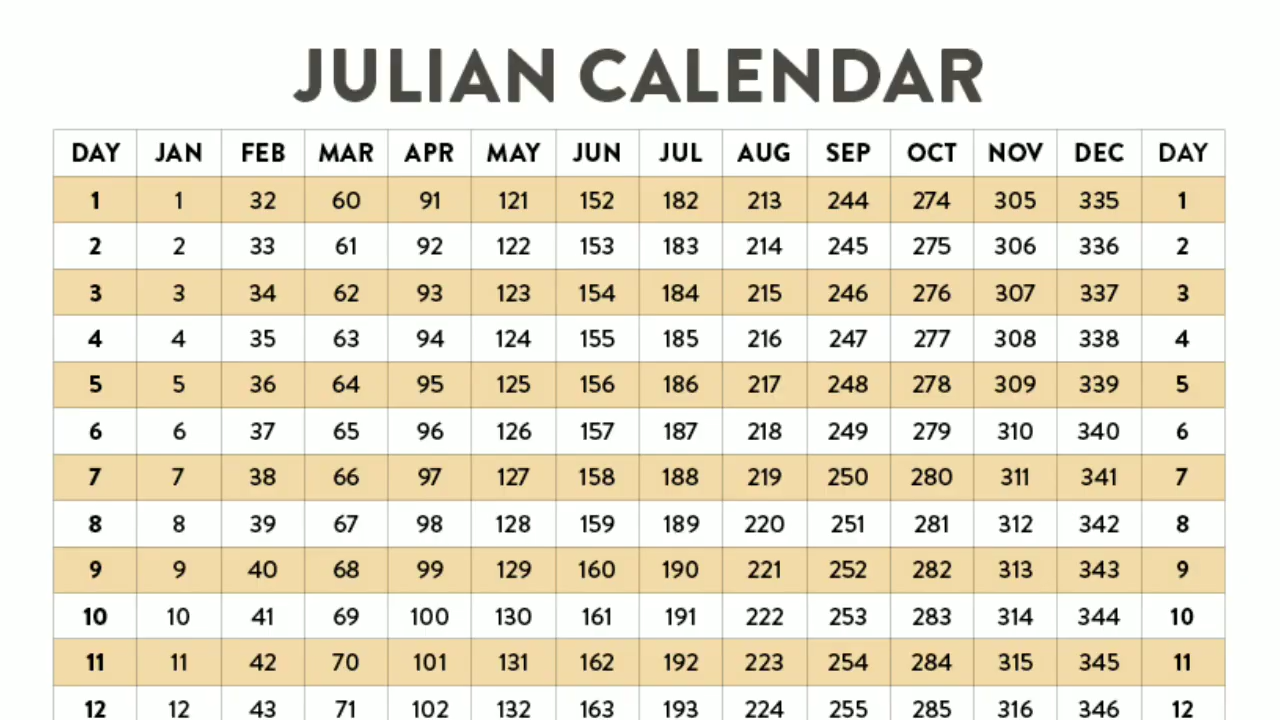 JULIAN CALENDAR
DAY JAN FEB MAR APR MAY JUN JUL AUG SEP OCT NOV DEC DAY
1 1 32 60 91 121 152 182 213 244 274 305 335 1
2 2 33 61 92 122 153 183 214 245 275 306 336 2
3 3 34 62 93 123 154 184 215 246 276 307 337 3
4 4 35 63 94 124 155 185 216 247 277 308 338 4
5 5 36 64 95 125 156 186 217 248 278 309 339 5
6 6 37 65 96 126 157 187 218 249 279 310 340 6
7 7 38 66 97 127 158 188 219 250 280 311 341 7
8 8 39 67 98 128 159 189 220 251 281 312 342 8
9 9 40 68 99 129 160 190 221 252 282 313 343 9
10 10 41 69 100 130 161 191 222 253 283 314 344 10
11 11 42 70 101 131 162 192 223 254 284 315 345 11
12 12 43 71 102 132 163 193 224 255 285 316 346 12